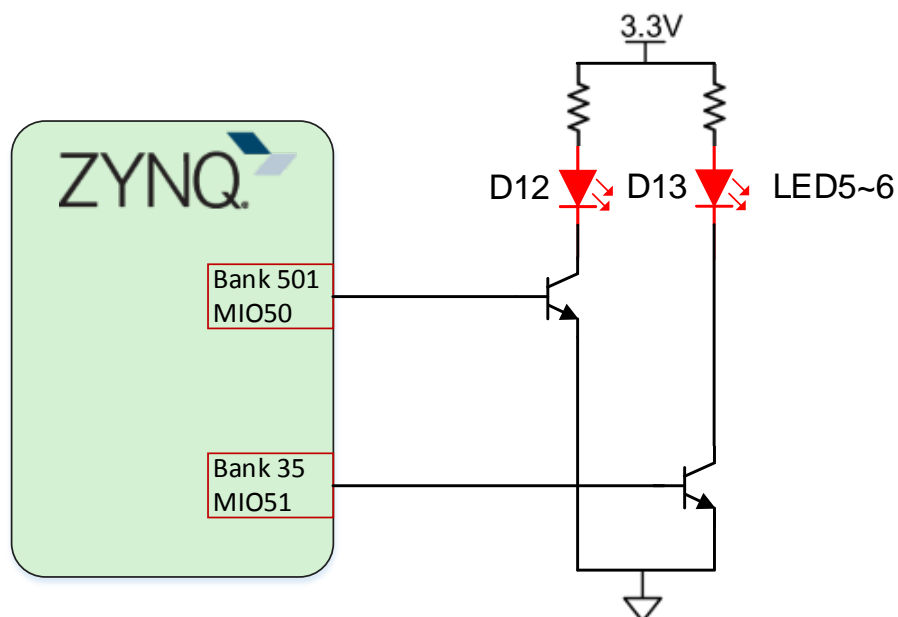 3.3V
ZYNQ.
D12
D13
LED5~6
Bank 501
MIO50
Bank 35
MIO51